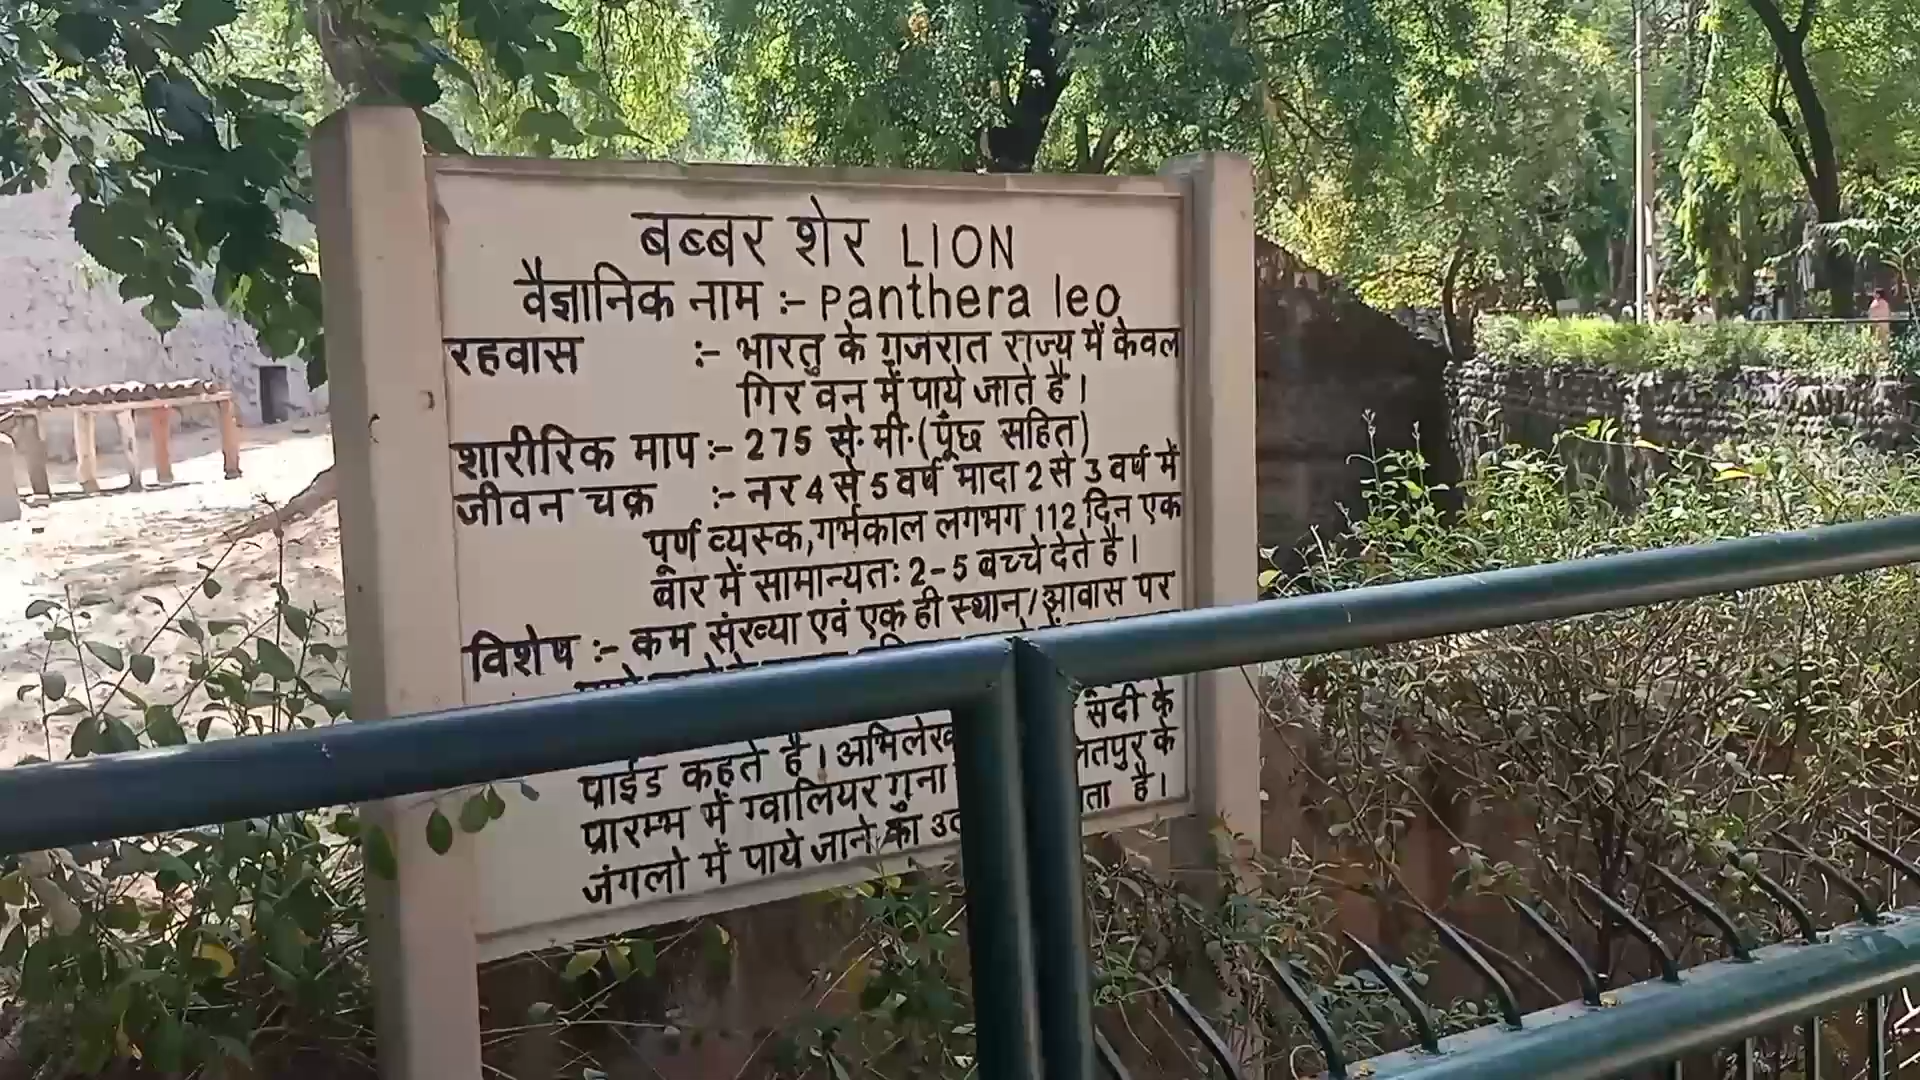 बब्बर शेर LION
वैज्ञानिक नाम :- Panthera leo
रहवास :- भारतु के गुजरात राज्य में केवल
गिर वन में पाये जाते है।
शारीरिक माप :- 275 से.मी.(पूंछ सहित)
जीवन चक्र :- नर 4 से 5 वर्ष मादा 2 से 3 वर्ष में
पूर्ण व्यस्क, गर्भकाल लगभग 112 दिन एक
बार में सामान्यतः 2-5 बच्चे देते है।
विशेष :- कम संख्या एवं एक ही स्थान/आवास पर
प्राईड कहते है। सदी के
प्रारम्भ में ग्वालियर गुना के
जंगलो में पाये जाने का है।